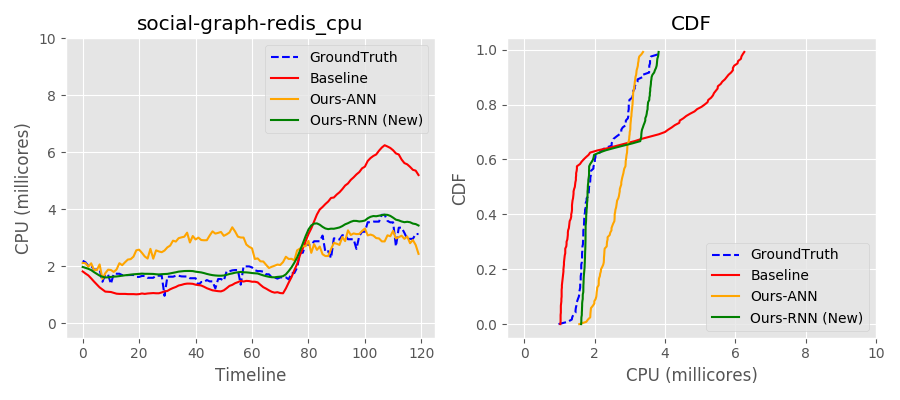 social-graph-redis_cpu
CPU (millicores)
10
8
6
4
2
0
0 20 40 60 80 100 120
Timeline
GroundTruth
Baseline
Ours-ANN
Ours-RNN (New)
CDF
CDF
1.0
0.8
0.6
0.4
0.2
0.0
0 2 4 6 8 10
CPU (millicores)
GroundTruth
Baseline
Ours-ANN
Ours-RNN (New)